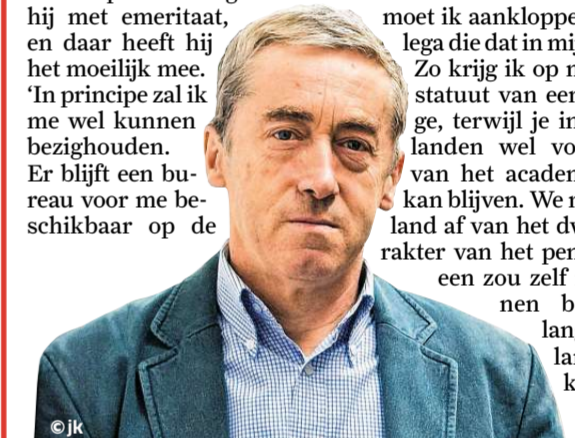 hij met emeritaat,
en daar heeft hij
het moeilijk mee.
‘In principe zal ik
me wel kunnen
bezighouden.
Er blijft een bu-
reau voor me be-
schikbaar op de
moet ik aankloppe
lega die dat in mij
Zo krijg ik op
statuut van een
ge, terwijl je in
landen wel vo
van het acaden
kan blijven. We
land af van het dw
rakter van het pen
een zou zelf
nen b
lan
la
k
© jk